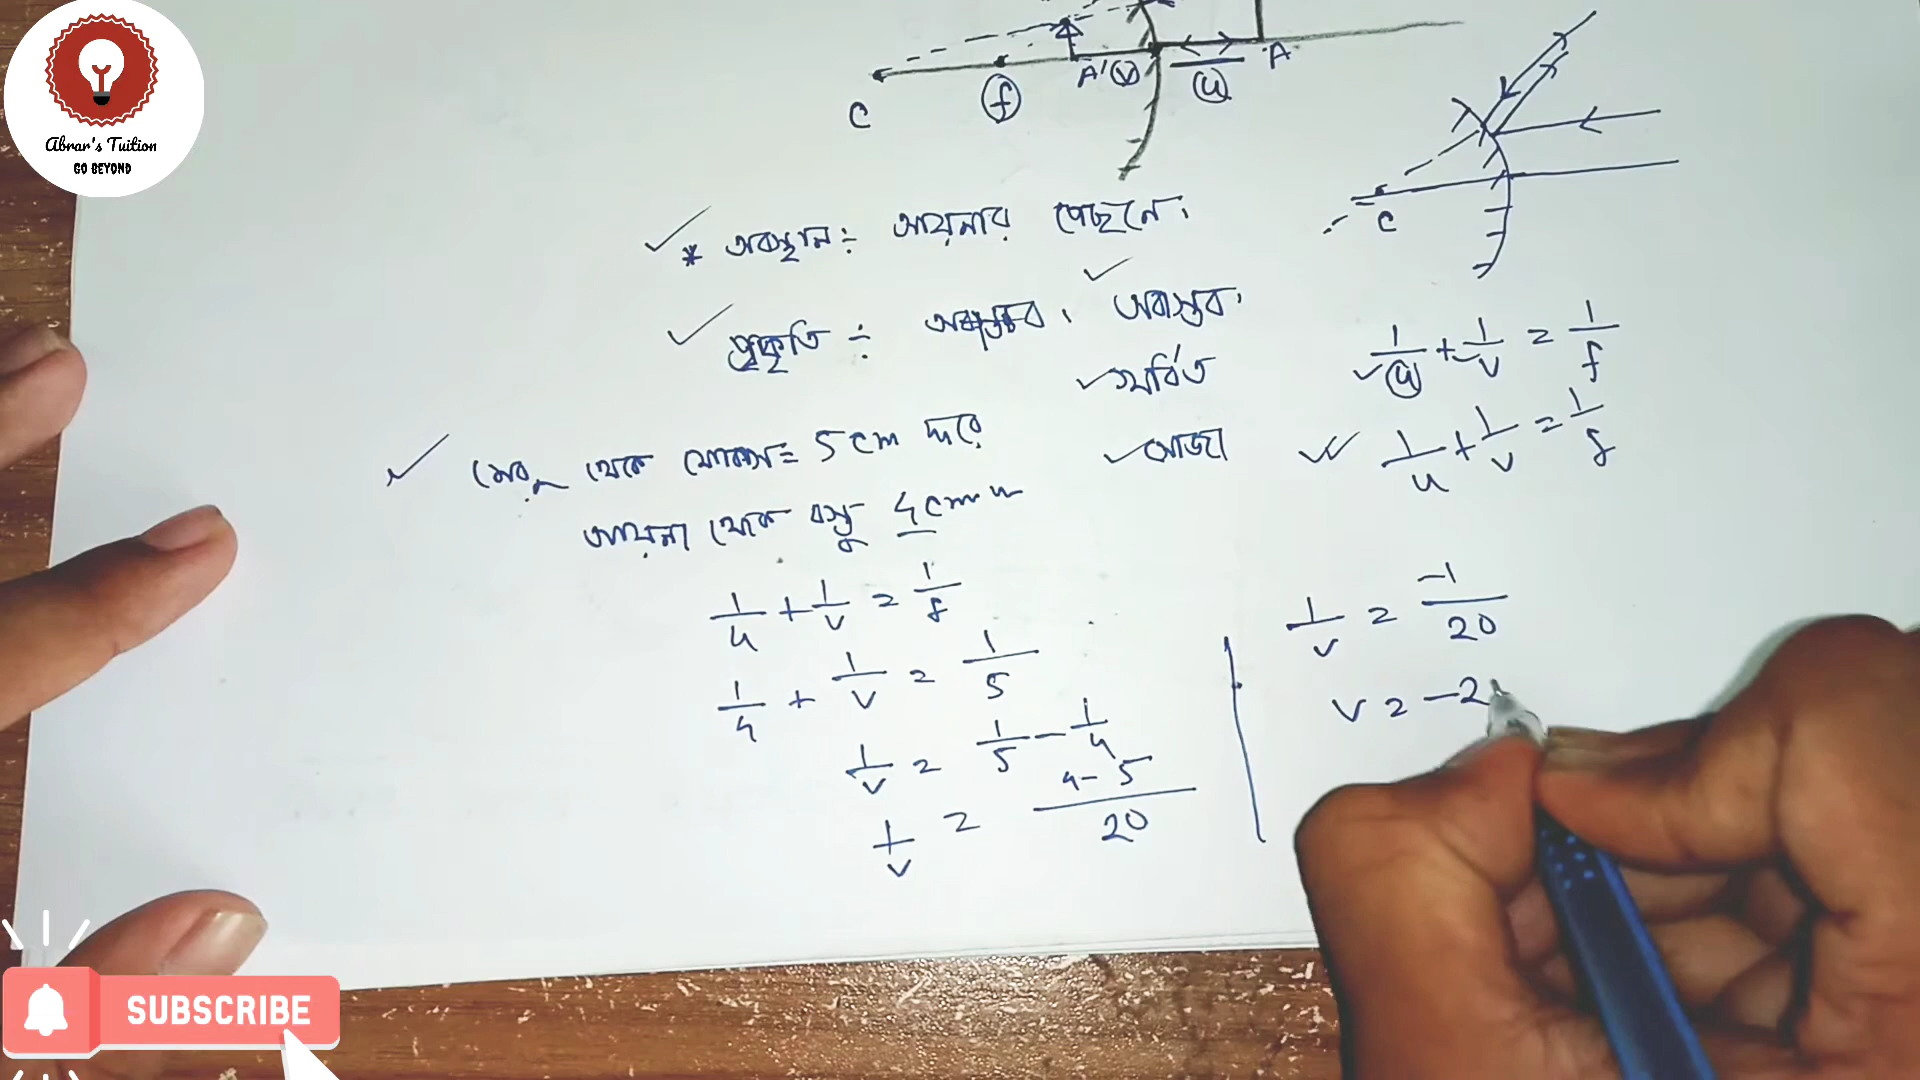 Abrar's Tuition
GO BEYOND
C
f
A'(v)
u
A
C
* অবস্থান ÷ আয়নার পেছনে।
প্রকৃতি ÷ অবাস্তব। অবাস্তব।
খর্বিত
সোজা
1/u + 1/v = 1/f
1/u + 1/v = 1/f
মেরু থেকে ফোকাস = 5 cm দূরে
আয়না থেকে বস্তু 4 cm "
1/u + 1/v = 1/f
1/4 + 1/v = 1/5
1/v = 1/5 - 1/4
1/v = 4-5/20
1/v = -1/20
v = -2
SUBSCRIBE